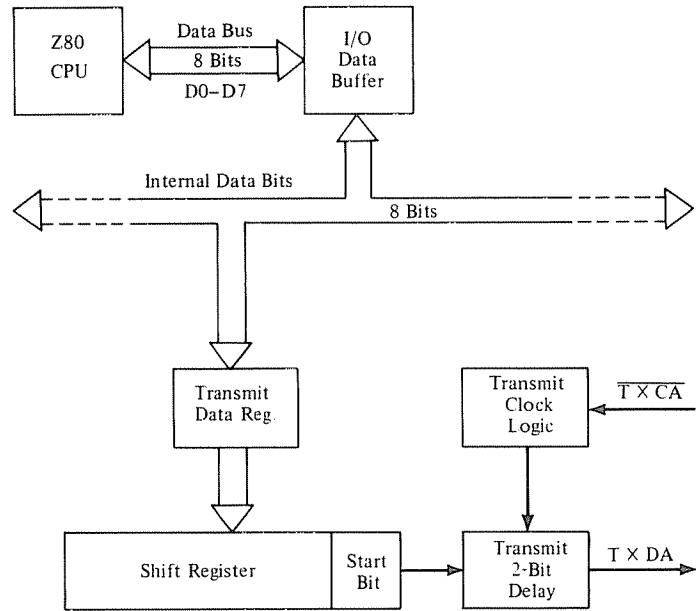 Z80
CPU
Data Bus
8 Bits
D0–D7
I/O
Data
Buffer
Internal Data Bits
8 Bits
Transmit
Data Reg.
Transmit
Clock
Logic
T × CA
Shift Register
Start
Bit
Transmit
2-Bit
Delay
T × DA